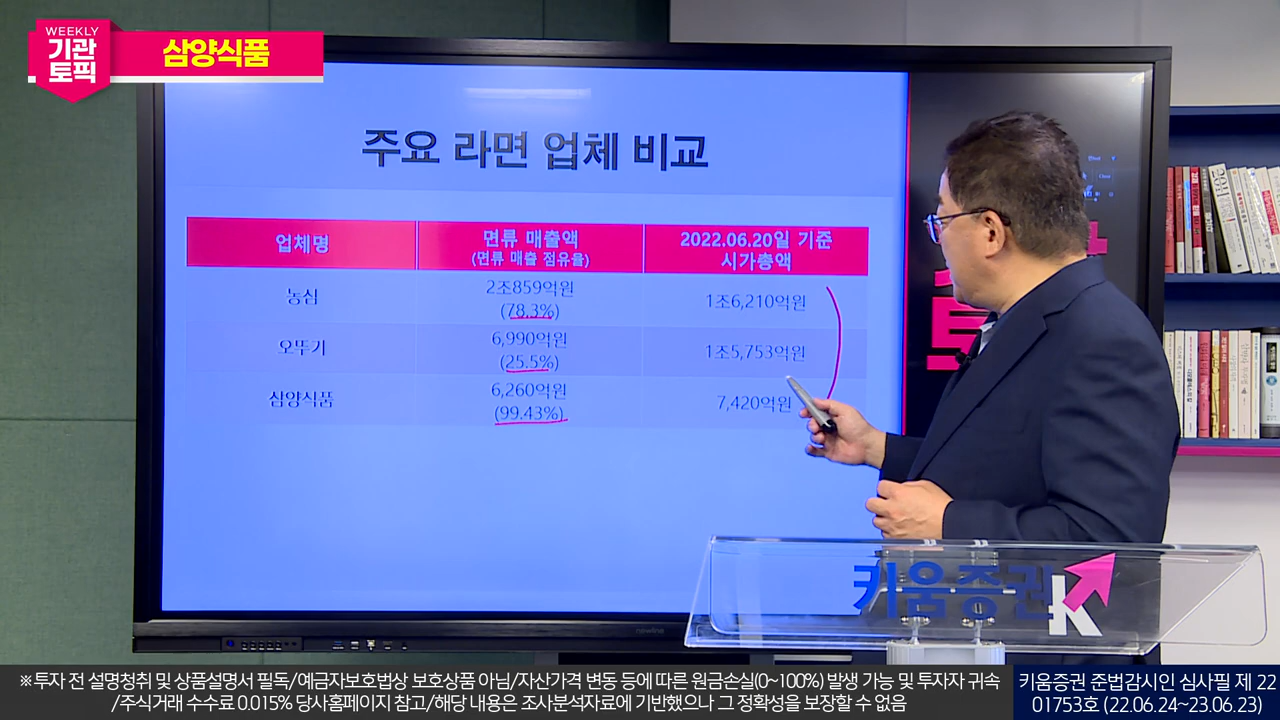 WEEKLY
기관
토픽
삼양식품
주요 라면 업체 비교
업체명
면류 매출액
(면류 매출 점유율)
2022.06.20일 기준
시가총액
농심
2조859억원
(78.3%)
1조6,210억원
오뚜기
6,990억원
(25.5%)
1조5,753억원
삼양식품
6,260억원
(99.43%)
7,420억원
키움증권
K
newline
※투자 전 설명청취 및 상품설명서 필독/예금자보호법상 보호상품 아님/자산가격 변동 등에 따른 원금손실(0~100%) 발생 가능 및 투자자 귀속
/주식거래 수수료 0.015% 당사홈페이지 참고/해당 내용은 조사분석자료에 기반했으나 그 정확성을 보장할 수 없음
키움증권 준법감시인 심사필 제 22
01753호 (22.06.24~23.06.23)